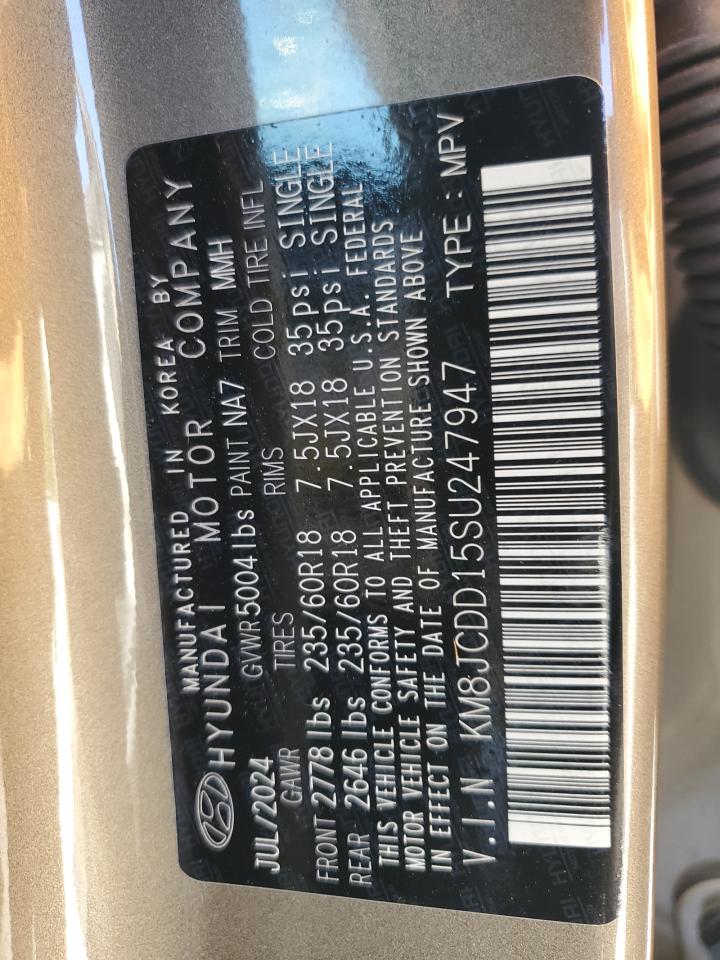 MANUFACTURED IN KOREA BY
HYUNDAI MOTOR COMPANY
JUL/2024 GVWR 5004 lbs PAINT NA7 TRIM MMH
GAWR TIRES RIMS COLD TIRE INFL
FRONT 2778 lbs 235/60R18 7.5JX18 35psi SINGLE
REAR 2646 lbs 235/60R18 7.5JX18 35psi SINGLE
THIS VEHICLE CONFORMS TO ALL APPLICABLE U.S.A. FEDERAL
MOTOR VEHICLE SAFETY AND THEFT PREVENTION STANDARDS
IN EFFECT ON THE DATE OF MANUFACTURE SHOWN ABOVE
V.I.N KM8JCDD15SU247947 TYPE : MPV